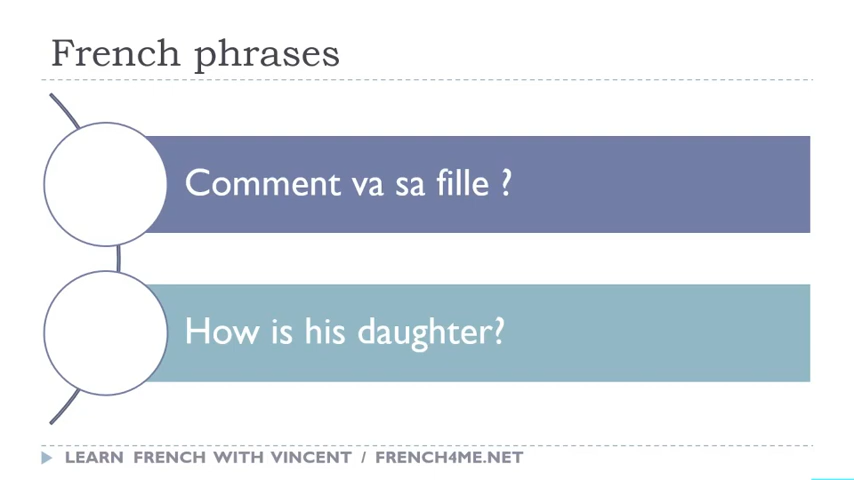 French phrases
Comment va sa fille ?
How is his daughter?
LEARN FRENCH WITH VINCENT / FRENCH4ME.NET